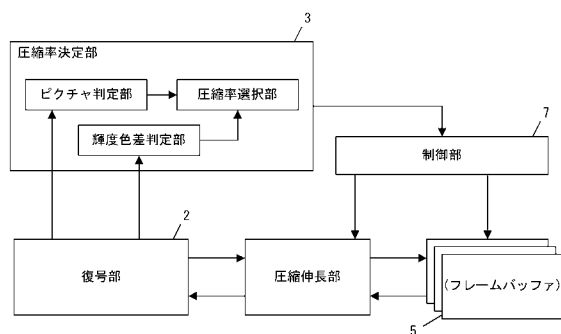 3
圧縮率決定部
ピクチャ判定部
圧縮率選択部
輝度色差判定部
7
制御部
2
復号部
圧縮伸長部
(フレームバッファ)
5